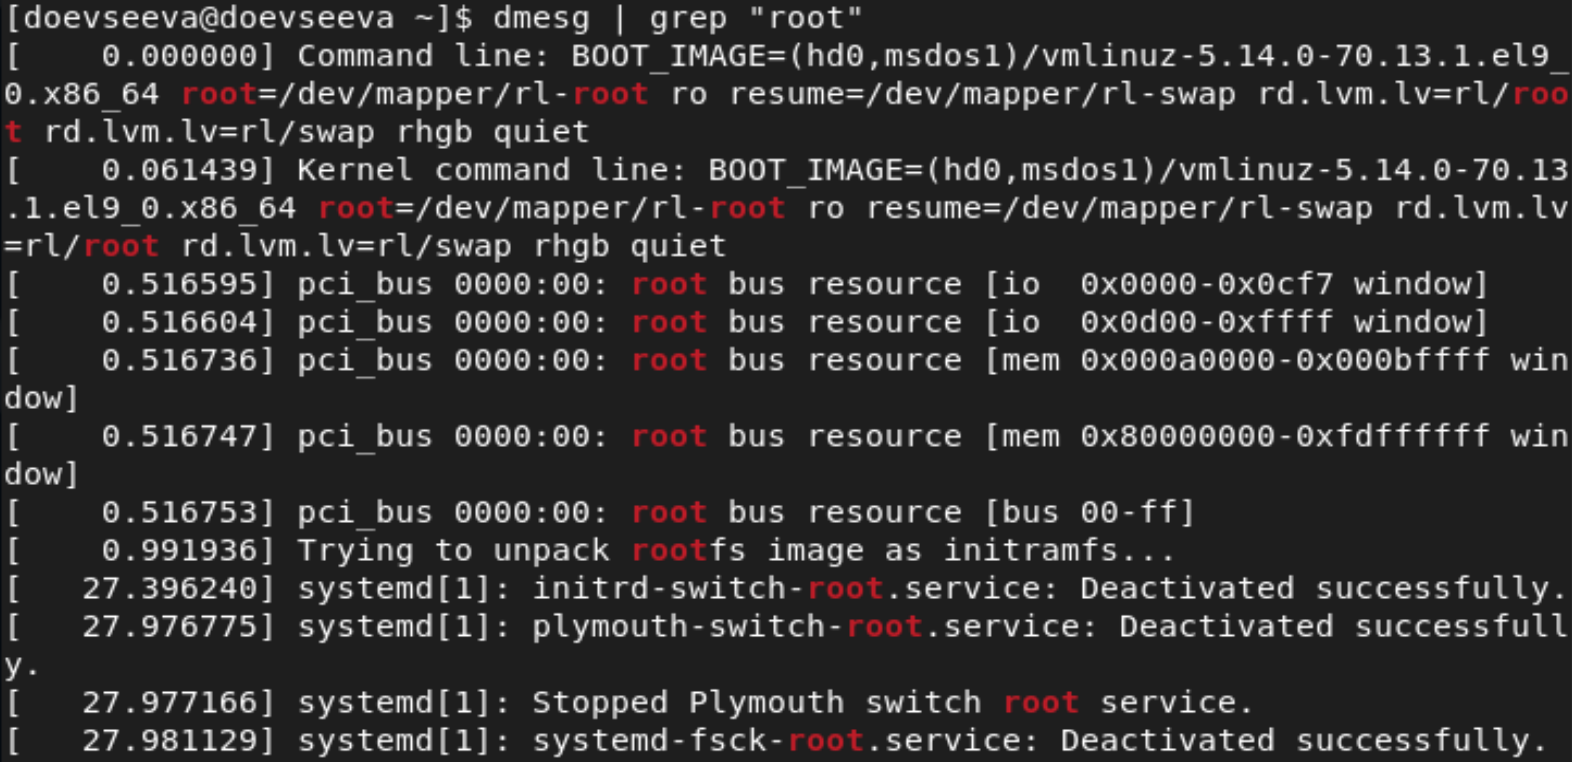 [doevseeva@doevseeva ~]$ dmesg | grep "root"
[    0.000000] Command line: BOOT_IMAGE=(hd0,msdos1)/vmlinuz-5.14.0-70.13.1.el9_
0.x86_64 root=/dev/mapper/rl-root ro resume=/dev/mapper/rl-swap rd.lvm.lv=rl/roo
t rd.lvm.lv=rl/swap rhgb quiet
[    0.061439] Kernel command line: BOOT_IMAGE=(hd0,msdos1)/vmlinuz-5.14.0-70.13
.1.el9_0.x86_64 root=/dev/mapper/rl-root ro resume=/dev/mapper/rl-swap rd.lvm.lv
=rl/root rd.lvm.lv=rl/swap rhgb quiet
[    0.516595] pci_bus 0000:00: root bus resource [io  0x0000-0x0cf7 window]
[    0.516604] pci_bus 0000:00: root bus resource [io  0x0d00-0xffff window]
[    0.516736] pci_bus 0000:00: root bus resource [mem 0x000a0000-0x000bffff win
dow]
[    0.516747] pci_bus 0000:00: root bus resource [mem 0x80000000-0xfdffffff win
dow]
[    0.516753] pci_bus 0000:00: root bus resource [bus 00-ff]
[    0.991936] Trying to unpack rootfs image as initramfs...
[   27.396240] systemd[1]: initrd-switch-root.service: Deactivated successfully.
[   27.976775] systemd[1]: plymouth-switch-root.service: Deactivated successfull
y.
[   27.977166] systemd[1]: Stopped Plymouth switch root service.
[   27.981129] systemd[1]: systemd-fsck-root.service: Deactivated successfully.